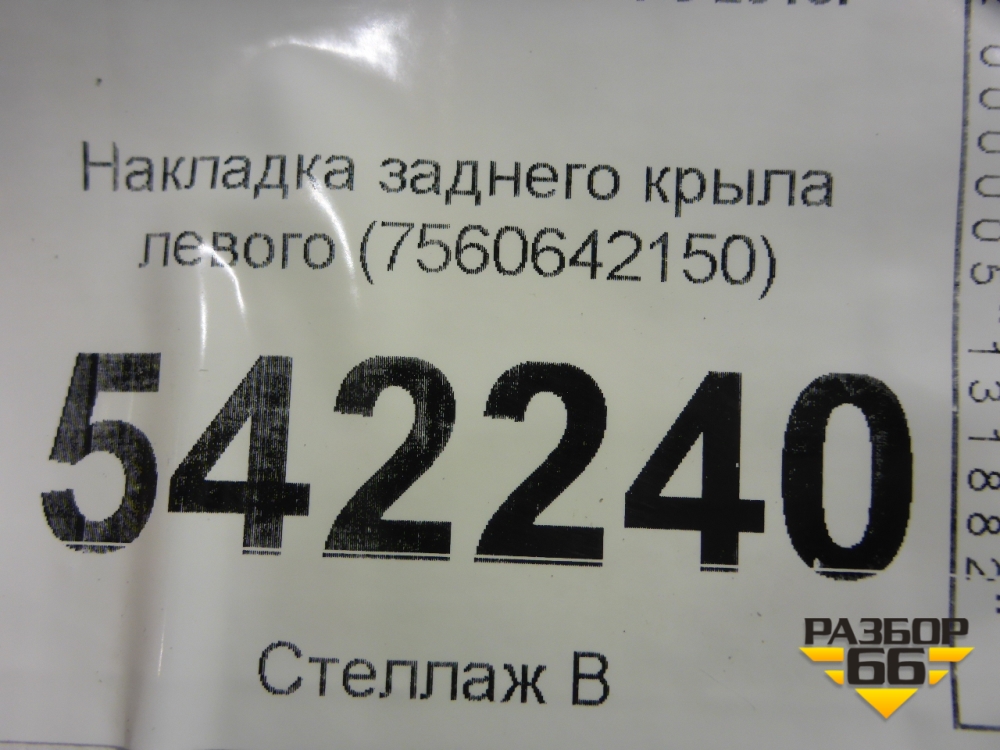 Накладка заднего крыла
левого (7560642150)
542240
Стеллаж В
РАЗБОР
66